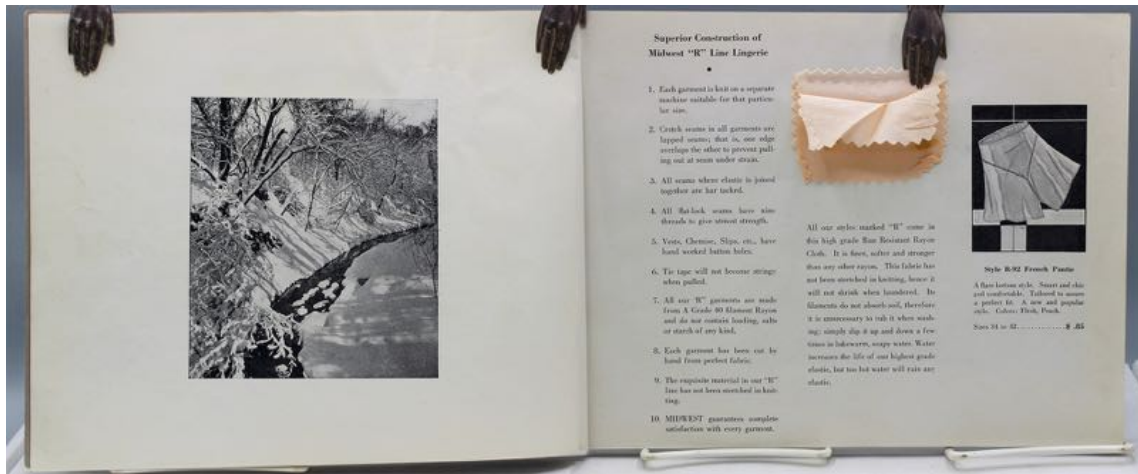 Superior Construction of
Midwest "R" Line Lingerie
1. Each garment is knit on a separate
machine suitable for that particu-
lar size.
2. Crotch seams in all garments are
lapped seams; that is, one edge
overlaps the other to prevent pull-
ing out at seam under strain.
3. All seams where elastic is joined
together are bar tacked.
4. All flat-lock seams have nine
threads to give utmost strength.
5. Vests, Chemise, Slips, etc., have
hand worked button holes.
6. Tie tape will not become stringy
when pulled.
7. All our "R" garments are made
from A Grade 80 filament Rayon
and do not contain loading, salts
or starch of any kind.
8. Each garment has been cut by
hand from perfect fabric.
9. The exquisite material in our "R"
line has not been stretched in knit-
ting.
10. MIDWEST guarantees complete
satisfaction with every garment.
All our styles marked "R" come in
this high grade Run Resistant Rayon
Cloth. It is finer, softer and stronger
than any other rayon. This fabric has
not been stretched in knitting, hence it
will not shrink when laundered. Its
filaments do not absorb soil, therefore
it is unnecessary to rub it when wash-
ing; simply slip it up and down a few
times in lukewarm, soapy water. Water
increases the life of our highest grade
elastic, but too hot water will ruin any
elastic.
Style R-92 French Pantie
A flare bottom style. Smart and chic
and comfortable. Tailored to assure
a perfect fit. A new and popular
style. Colors: Flesh, Peach.
Sizes 34 to 42............$ .85